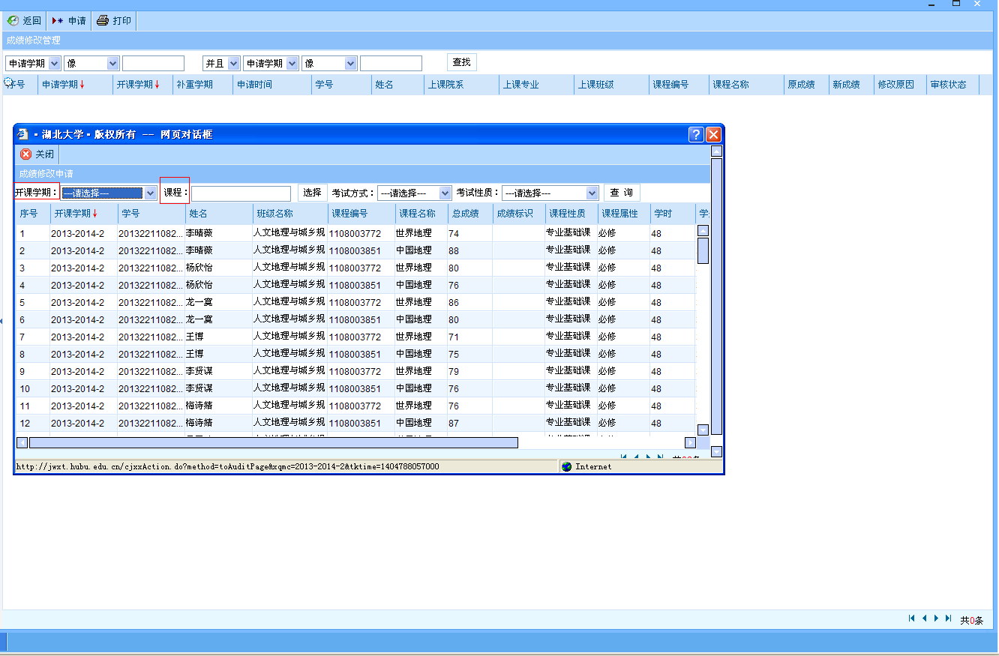 返回 申请 打印
成绩修改管理
申请学期 像 并且 申请学期 像 查找
序号 申请学期↓ 开课学期↓ 补重学期 申请时间 学号 姓名 上课院系 上课专业 上课班级 课程编号 课程名称 原成绩 新成绩 修改原因 审核状态
- 湖北大学 - 版权所有 -- 网页对话框
关闭
成绩修改申请
开课学期： ---请选择--- 课程： 选择 考试方式： ---请选择--- 考试性质： ---请选择--- 查 询
序号 开课学期↓ 学号 姓名 班级名称 课程编号 课程名称 总成绩 成绩标识 课程性质 课程属性 学时 学
1 2013-2014-2 20132211082... 李晴薇 人文地理与城乡规 1108003772 世界地理 74 专业基础课 必修 48
2 2013-2014-2 20132211082... 李晴薇 人文地理与城乡规 1108003851 中国地理 88 专业基础课 必修 48
3 2013-2014-2 20132211082... 杨欣怡 人文地理与城乡规 1108003772 世界地理 80 专业基础课 必修 48
4 2013-2014-2 20132211082... 杨欣怡 人文地理与城乡规 1108003851 中国地理 76 专业基础课 必修 48
5 2013-2014-2 20132211082... 龙一寞 人文地理与城乡规 1108003772 世界地理 86 专业基础课 必修 48
6 2013-2014-2 20132211082... 龙一寞 人文地理与城乡规 1108003851 中国地理 80 专业基础课 必修 48
7 2013-2014-2 20132211082... 王博 人文地理与城乡规 1108003772 世界地理 71 专业基础课 必修 48
8 2013-2014-2 20132211082... 王博 人文地理与城乡规 1108003851 中国地理 75 专业基础课 必修 48
9 2013-2014-2 20132211082... 李贤谋 人文地理与城乡规 1108003772 世界地理 79 专业基础课 必修 48
10 2013-2014-2 20132211082... 李贤谋 人文地理与城乡规 1108003851 中国地理 76 专业基础课 必修 48
11 2013-2014-2 20132211082... 梅诗婧 人文地理与城乡规 1108003772 世界地理 76 专业基础课 必修 48
12 2013-2014-2 20132211082... 梅诗婧 人文地理与城乡规 1108003851 中国地理 87 专业基础课 必修 48
http://jwxt.hubu.edu.cn/cjxxAction.do?method=toAuditPage&xqmc=2013-2014-2&tktime=1404788057000 Internet
共0条